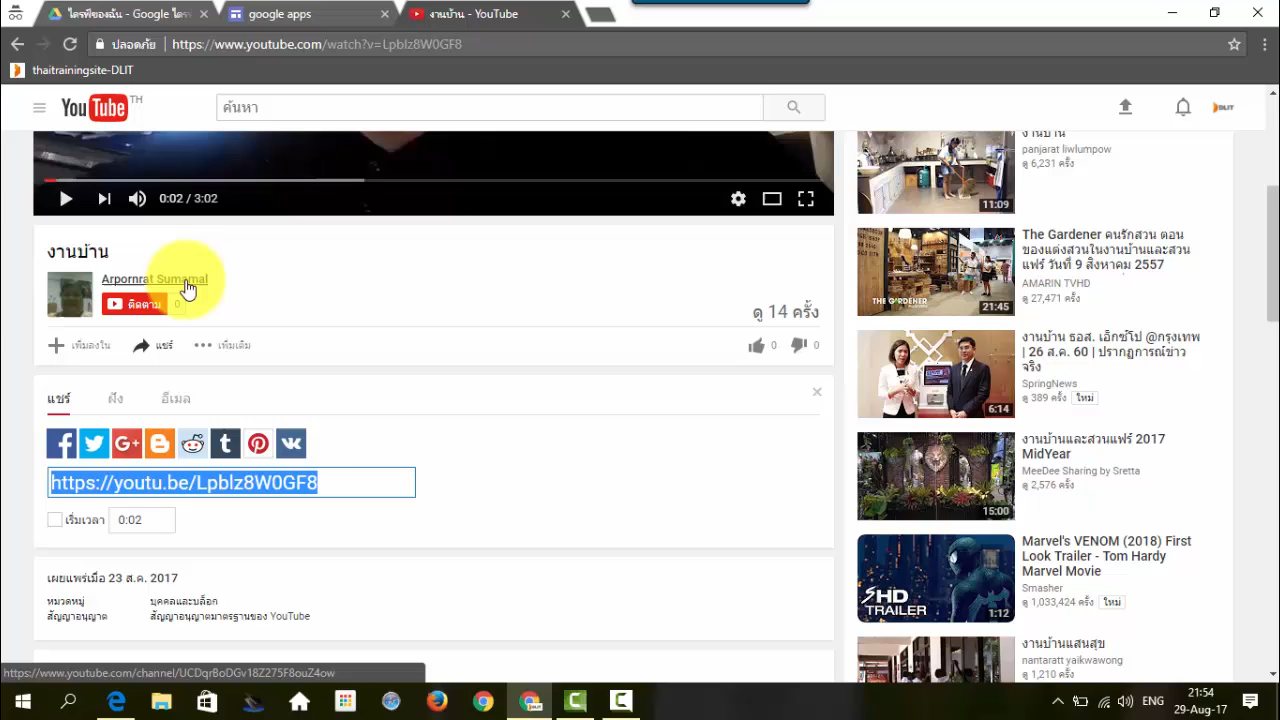 ไดรฟ์ของฉัน - Google ไดรฟ์
google apps
งานบ้าน - YouTube
ปลอดภัย
https://www.youtube.com/watch?v=Lpblz8W0GF8
thaitrainingsite-DLIT
YouTube TH
ค้นหา
DLIT
0:02 / 3:02
งานบ้าน
Arpornrat Sumamal
ติดตาม
0
ดู 14 ครั้ง
เพิ่มลงใน
แชร์
เพิ่มเติม
0
0
แชร์
ฝัง
อีเมล
https://youtu.be/Lpblz8W0GF8
เริ่มเวลา
0:02
เผยแพร่เมื่อ 23 ส.ค. 2017
หมวดหมู่ บุคคลและบล็อก
สัญญาอนุญาต สัญญาอนุญาตมาตรฐานของ YouTube
งานบ้าน
panjarat liwlumpow
ดู 6,231 ครั้ง
11:09
The Gardener คนรักสวน ตอน
ของแต่งสวนในงานบ้านและสวน
แฟร์ วันที่ 9 สิงหาคม 2557
AMARIN TVHD
ดู 27,471 ครั้ง
THE GARDENER
21:45
งานบ้าน ธอส. เอ็กซ์โป @กรุงเทพ
| 26 ส.ค. 60 | ปรากฏการณ์ข่าว
จริง
SpringNews
ดู 389 ครั้ง ใหม่
6:14
งานบ้านและสวนแฟร์ 2017
MidYear
MeeDee Sharing by Sretta
ดู 2,576 ครั้ง
15:00
Marvel's VENOM (2018) First
Look Trailer - Tom Hardy
Marvel Movie
Smasher
ดู 1,033,424 ครั้ง ใหม่
HD
TRAILER
1:12
งานบ้านแสนสุข
nantaratt yaikwawong
ดู 1,210 ครั้ง
https://www.youtube.com/channel/UCDqrBoDGv18Z275F8ouZ4ow
ENG
21:54
29-Aug-17